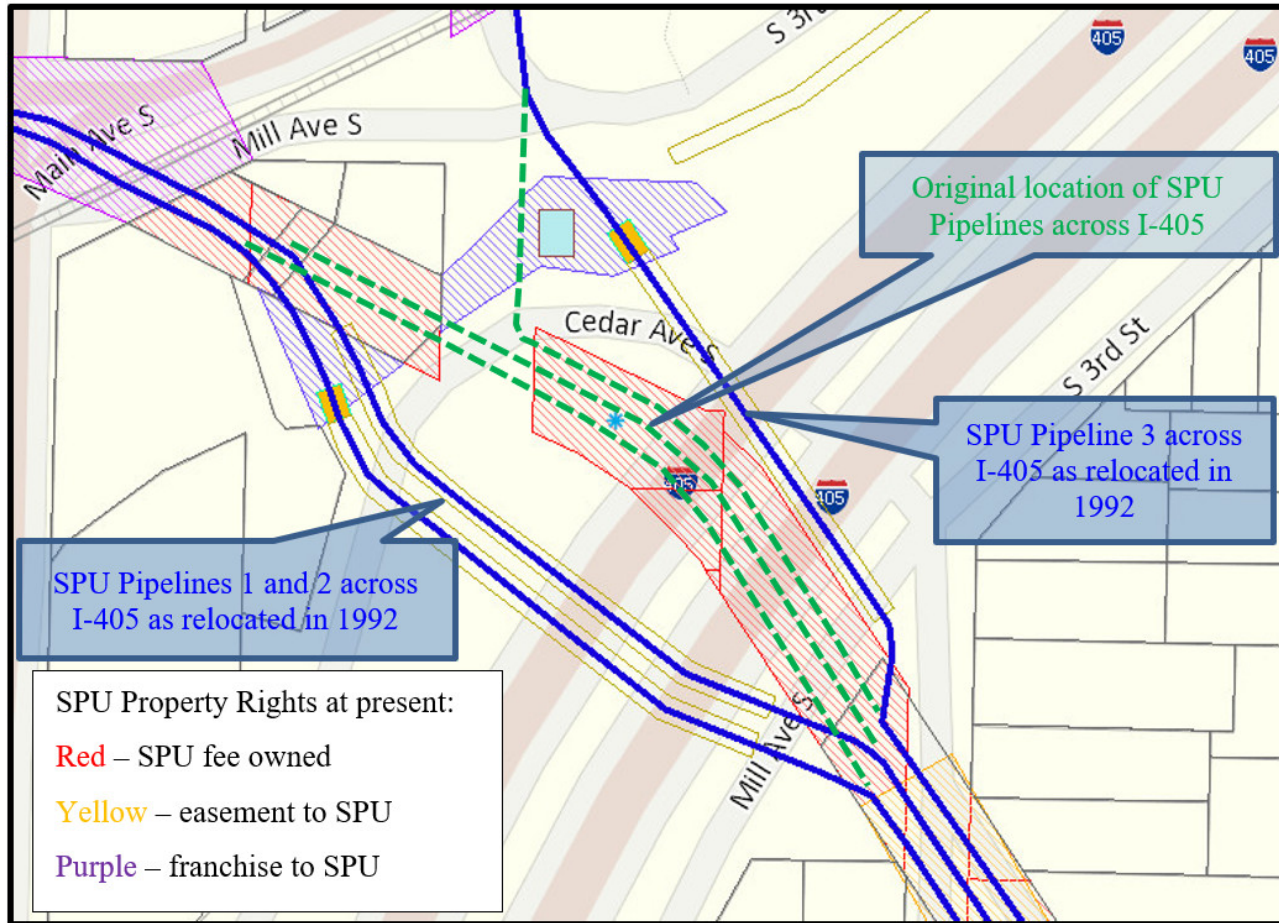 S 3rd
405
405
Main Ave S
Mill Ave S
Original location of SPU
Pipelines across I-405
Cedar Ave S
S 3rd St
SPU Pipeline 3 across
I-405 as relocated in
1992
405
405
SPU Pipelines 1 and 2 across
I-405 as relocated in 1992
Mill Ave S
SPU Property Rights at present:
Red – SPU fee owned
Yellow – easement to SPU
Purple – franchise to SPU